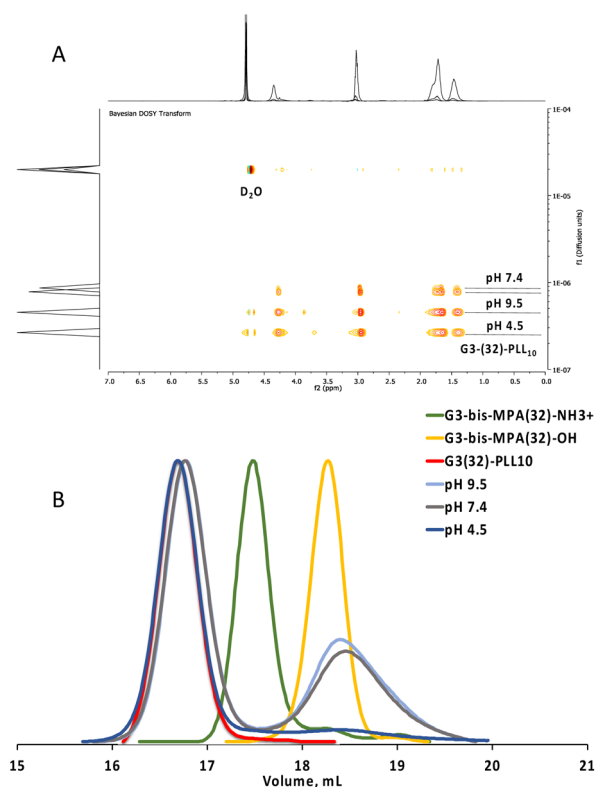 A
Bayesian DOSY Transform
1E-04
D₂O
1E-05
f1 (Diffusion units)
1E-06
pH 7.4
pH 9.5
pH 4.5
G3-(32)-PLL₁₀
1E-07
7.0 6.5 6.0 5.5 5.0 4.5 4.0 3.5 3.0 2.5 2.0 1.5 1.0 0.5 0.0
f2 (ppm)
B
G3-bis-MPA(32)-NH3+
G3-bis-MPA(32)-OH
G3(32)-PLL10
pH 9.5
pH 7.4
pH 4.5
15 16 17 18 19 20 21
Volume, mL